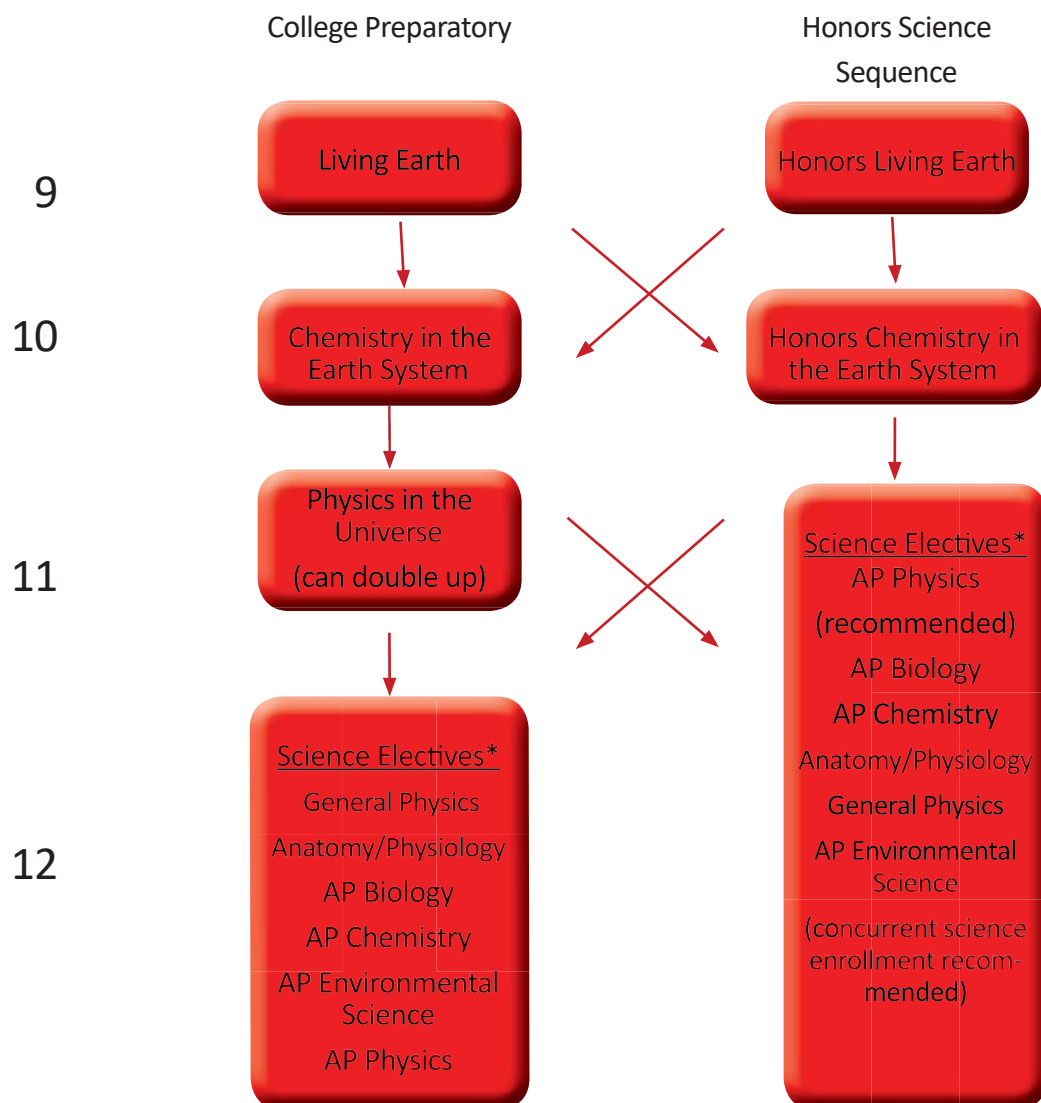 College Preparatory
Honors Science
Sequence
9
Living Earth
Honors Living Earth
10
Chemistry in the
Earth System
Honors Chemistry in
the Earth System
11
Physics in the
Universe
(can double up)
Science Electives*
AP Physics
(recommended)
AP Biology
AP Chemistry
Anatomy/Physiology
General Physics
AP Environmental
Science
(concurrent science
enrollment recom-
mended)
12
Science Electives*
General Physics
Anatomy/Physiology
AP Biology
AP Chemistry
AP Environmental
Science
AP Physics